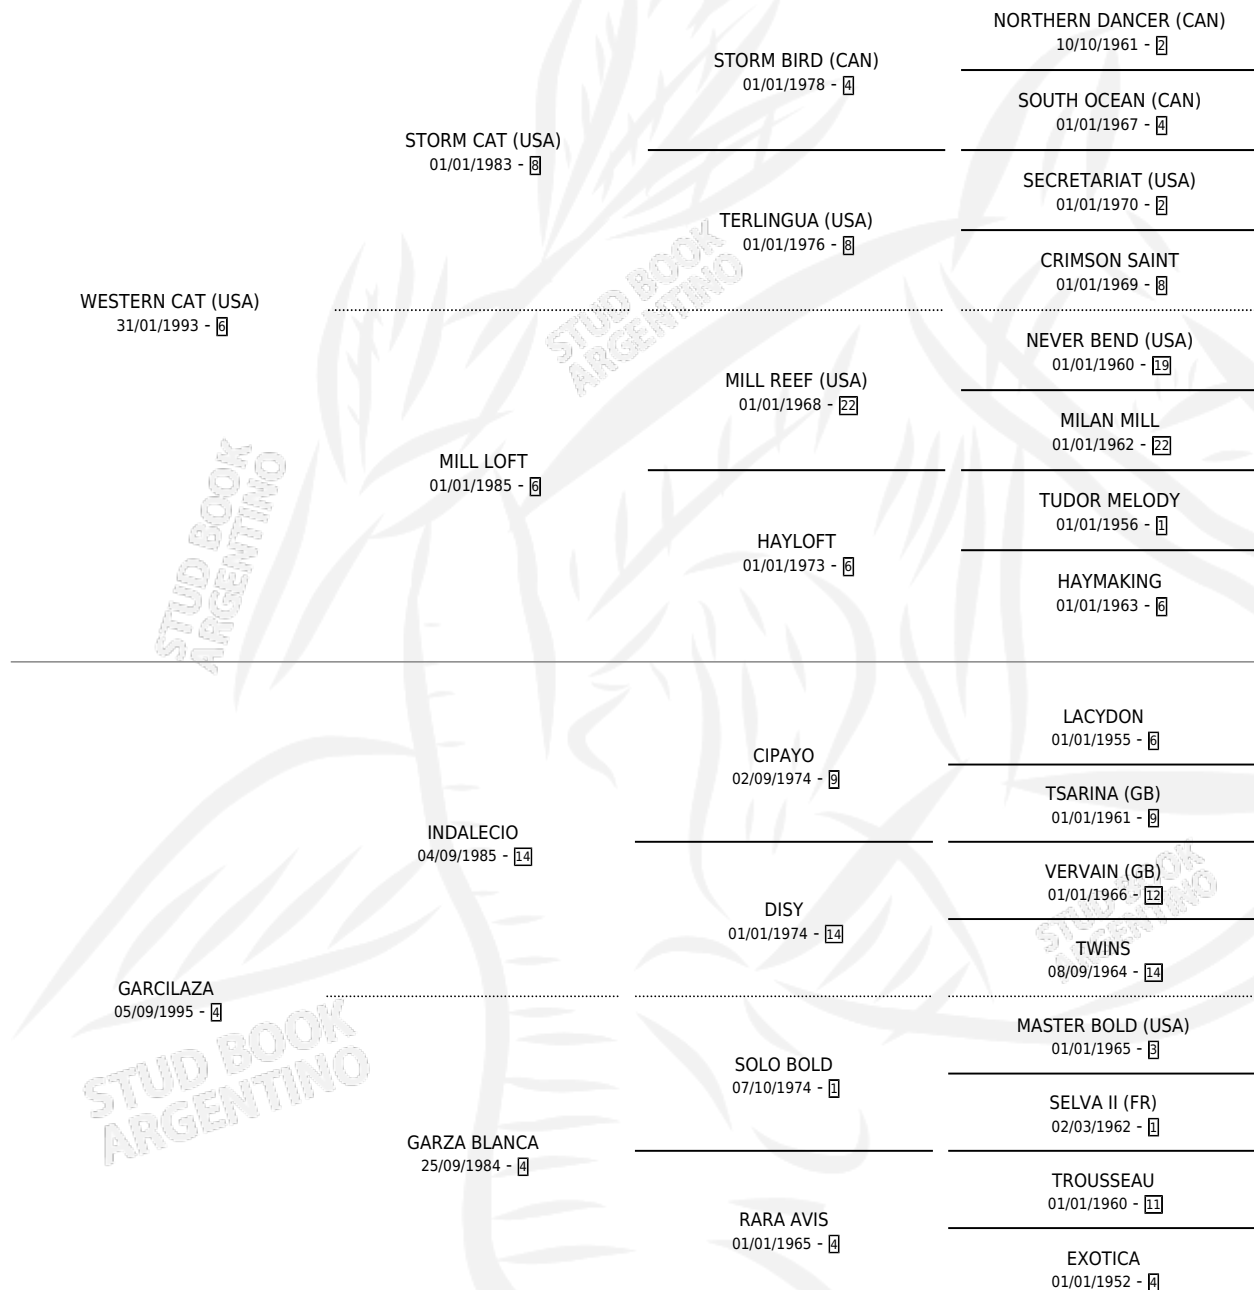 NORTHERN DANCER (CAN)
10/10/1961 - 2
STORM BIRD (CAN)
01/01/1978 - 4
SOUTH OCEAN (CAN)
01/01/1967 - 4
STORM CAT (USA)
01/01/1983 - 8
SECRETARIAT (USA)
01/01/1970 - 2
TERLINGUA (USA)
01/01/1976 - 8
CRIMSON SAINT
01/01/1969 - 8
WESTERN CAT (USA)
31/01/1993 - 6
STUD BOOK
ARGENTINO
NEVER BEND (USA)
01/01/1960 - 19
MILL REEF (USA)
01/01/1968 - 22
MILAN MILL
01/01/1962 - 22
MILL LOFT
01/01/1985 - 6
TUDOR MELODY
01/01/1956 - 1
HAYLOFT
01/01/1973 - 6
HAYMAKING
01/01/1963 - 6
STUD BOOK
ARGENTINO
LACYDON
01/01/1955 - 6
CIPAYO
02/09/1974 - 9
TSARINA (GB)
01/01/1961 - 9
INDALECIO
04/09/1985 - 14
VERVAIN (GB)
01/01/1966 - 12
DISY
01/01/1974 - 14
TWINS
08/09/1964 - 14
STUD BOOK
ARGENTINO
GARCILAZA
05/09/1995 - 4
MASTER BOLD (USA)
01/01/1965 - 3
SOLO BOLD
07/10/1974 - 1
SELVA II (FR)
02/03/1962 - 1
STUD BOOK
ARGENTINO
GARZA BLANCA
25/09/1984 - 4
TROUSSEAU
01/01/1960 - 11
RARA AVIS
01/01/1965 - 4
EXOTICA
01/01/1952 - 4